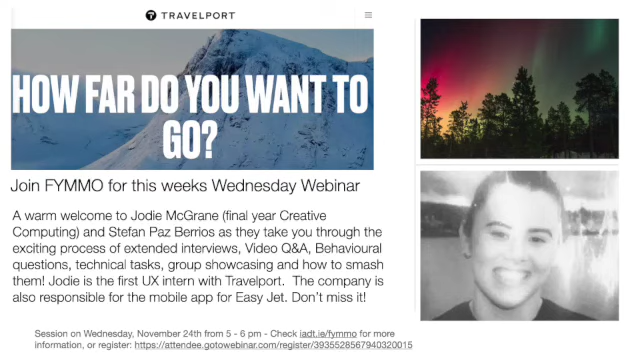 TRAVELPORT
HOW FAR DO YOU WANT TO
GO?
Join FYMMO for this weeks Wednesday Webinar
A warm welcome to Jodie McGrane (final year Creative
Computing) and Stefan Paz Berrios as they take you through the
exciting process of extended interviews, Video Q&A, Behavioural
questions, technical tasks, group showcasing and how to smash
them! Jodie is the first UX intern with Travelport.  The company is
also responsible for the mobile app for Easy Jet. Don't miss it!
Session on Wednesday, November 24th from 5 - 6 pm - Check iadt.ie/fymmo for more
information, or register: https://attendee.gotowebinar.com/register/3935528567940320015